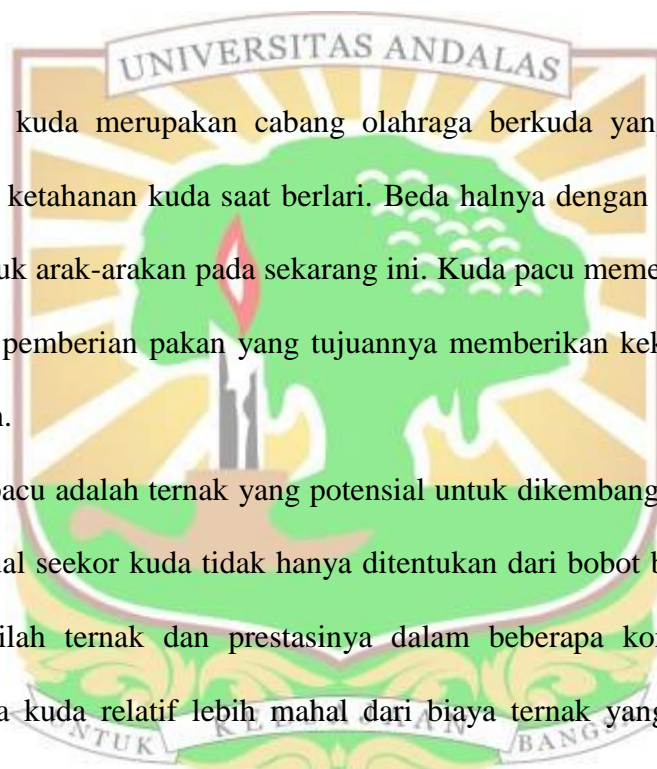 UNIVERSITAS ANDALAS
kuda merupakan cabang olahraga berkuda yan
ketahanan kuda saat berlari. Beda halnya dengan
uk arak-arakan pada sekarang ini. Kuda pacu meme
pemberian pakan yang tujuannya memberikan kek
n.
pacu adalah ternak yang potensial untuk dikembang
al seekor kuda tidak hanya ditentukan dari bobot b
ilah ternak dan prestasinya dalam beberapa ko
a kuda relatif lebih mahal dari biaya ternak yang
UNTUK BANGSA